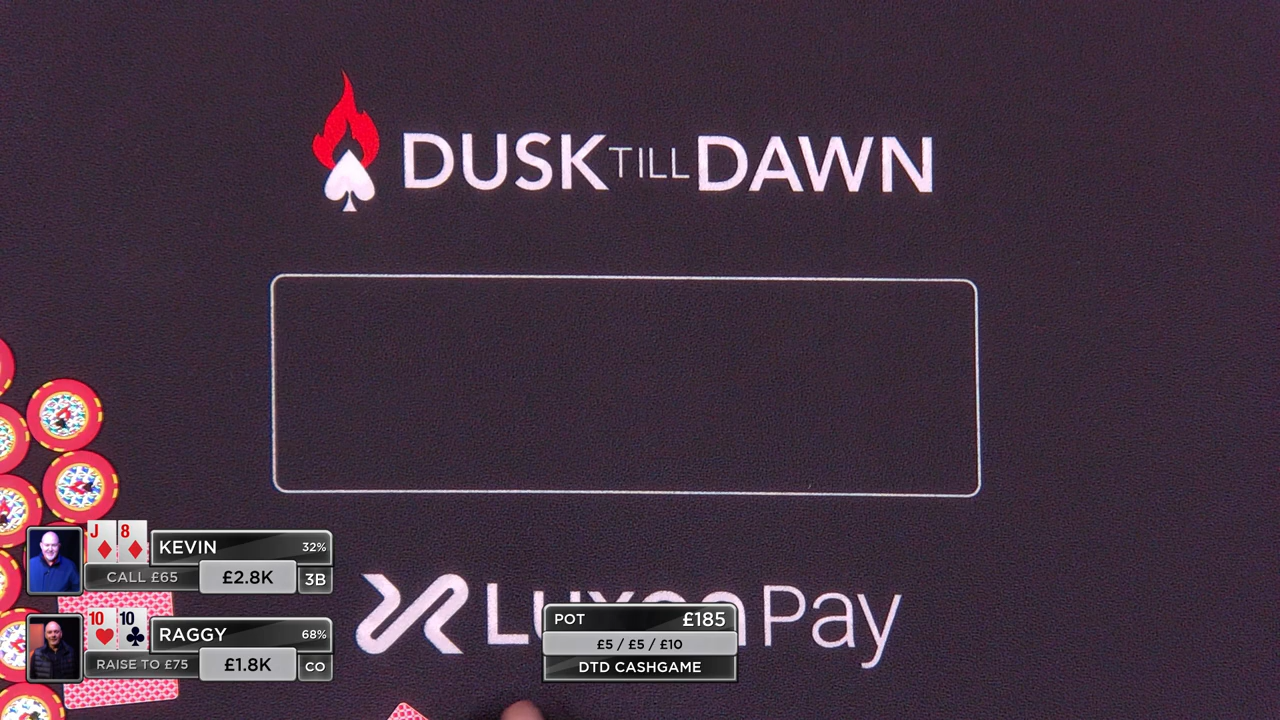 DUSK TILL DAWN
J 8
KEVIN 32%
CALL £65 £2.8K 3B
10 10
RAGGY 68%
RAISE TO £75 £1.8K CO
Pay
POT £185
£5 / £5 / £10
DTD CASHGAME